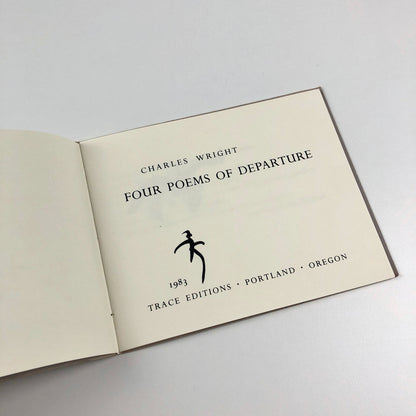 CHARLES WRIGHT
FOUR POEMS OF DEPARTURE
1983
TRACE EDITIONS · PORTLAND · OREGON